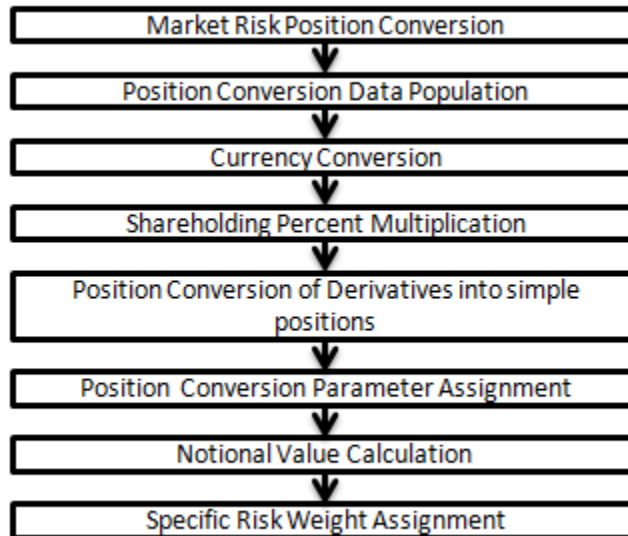 Market Risk Position Conversion
Position Conversion Data Population
Currency Conversion
Shareholding Percent Multiplication
Position Conversion of Derivatives into simple
positions
Position Conversion Parameter Assignment
Notional Value Calculation
Specific Risk Weight Assignment